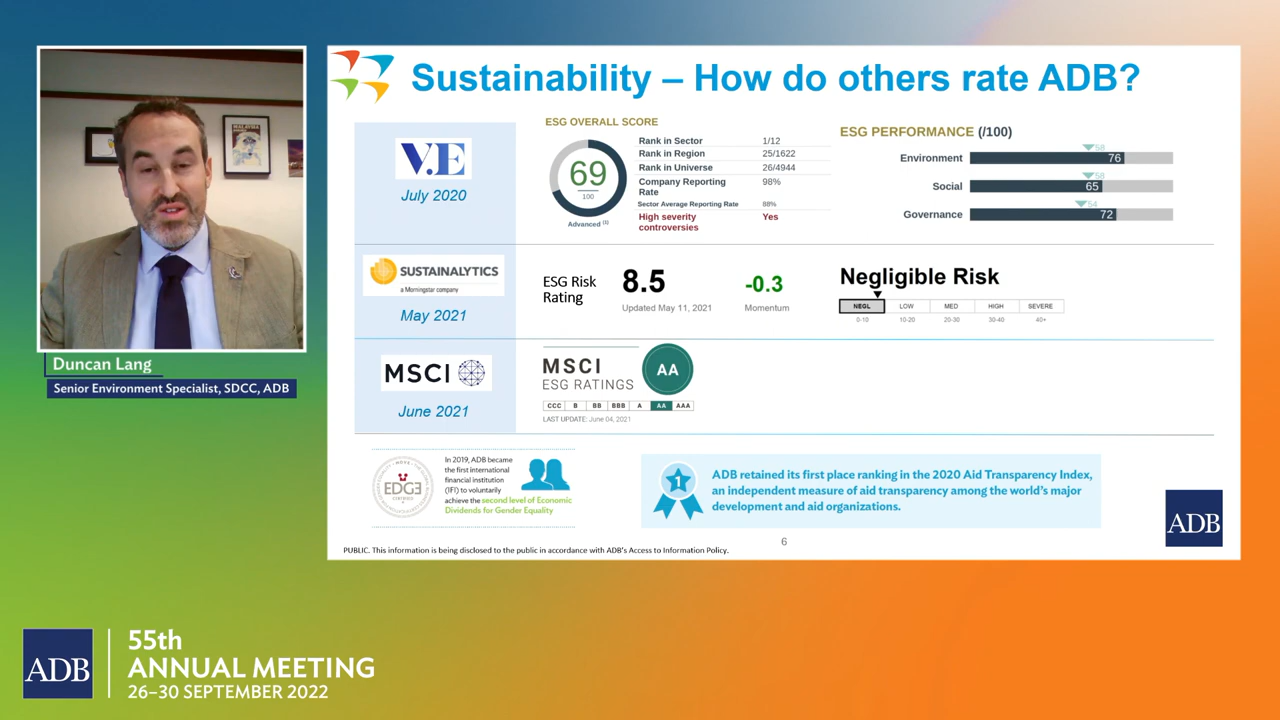 Sustainability – How do others rate ADB?
V.E
July 2020
ESG OVERALL SCORE
69
100
Advanced (1)
Rank in Sector 1/12
Rank in Region 25/1622
Rank in Universe 26/4944
Company Reporting Rate 98%
Sector Average Reporting Rate 88%
High severity controversies Yes
ESG PERFORMANCE (/100)
58
Environment 76
58
Social 65
54
Governance 72
SUSTAINALYTICS
a Morningstar company
May 2021
ESG Risk
Rating
8.5
Updated May 11, 2021
-0.3
Momentum
Negligible Risk
NEGL LOW MED HIGH SEVERE
0-10 10-20 20-30 30-40 40+
MSCI
June 2021
MSCI
ESG RATINGS
AA
CCC B BB BBB A AA AAA
LAST UPDATE: June 04, 2021
EDGE
CERTIFIED
In 2019, ADB became
the first international
financial institution
(IFI) to voluntarily
achieve the second level of Economic
Dividends for Gender Equality
1
ADB retained its first place ranking in the 2020 Aid Transparency Index,
an independent measure of aid transparency among the world's major
development and aid organizations.
ADB
6
PUBLIC. This information is being disclosed to the public in accordance with ADB's Access to Information Policy.
Duncan Lang
Senior Environment Specialist, SDCC, ADB
ADB
55th
ANNUAL MEETING
26–30 SEPTEMBER 2022